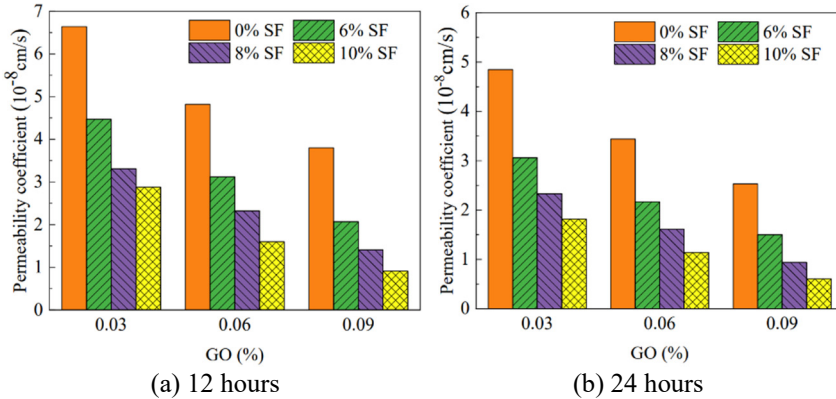 Permeability coefficient (10⁻⁸cm/s)
7
6
5
4
3
2
1
0
0% SF 6% SF
8% SF 10% SF
0.03 0.06 0.09
GO (%)
(a) 12 hours
Permeability coefficient (10⁻⁸cm/s)
6
5
4
3
2
1
0
0% SF 6% SF
8% SF 10% SF
0.03 0.06 0.09
GO (%)
(b) 24 hours